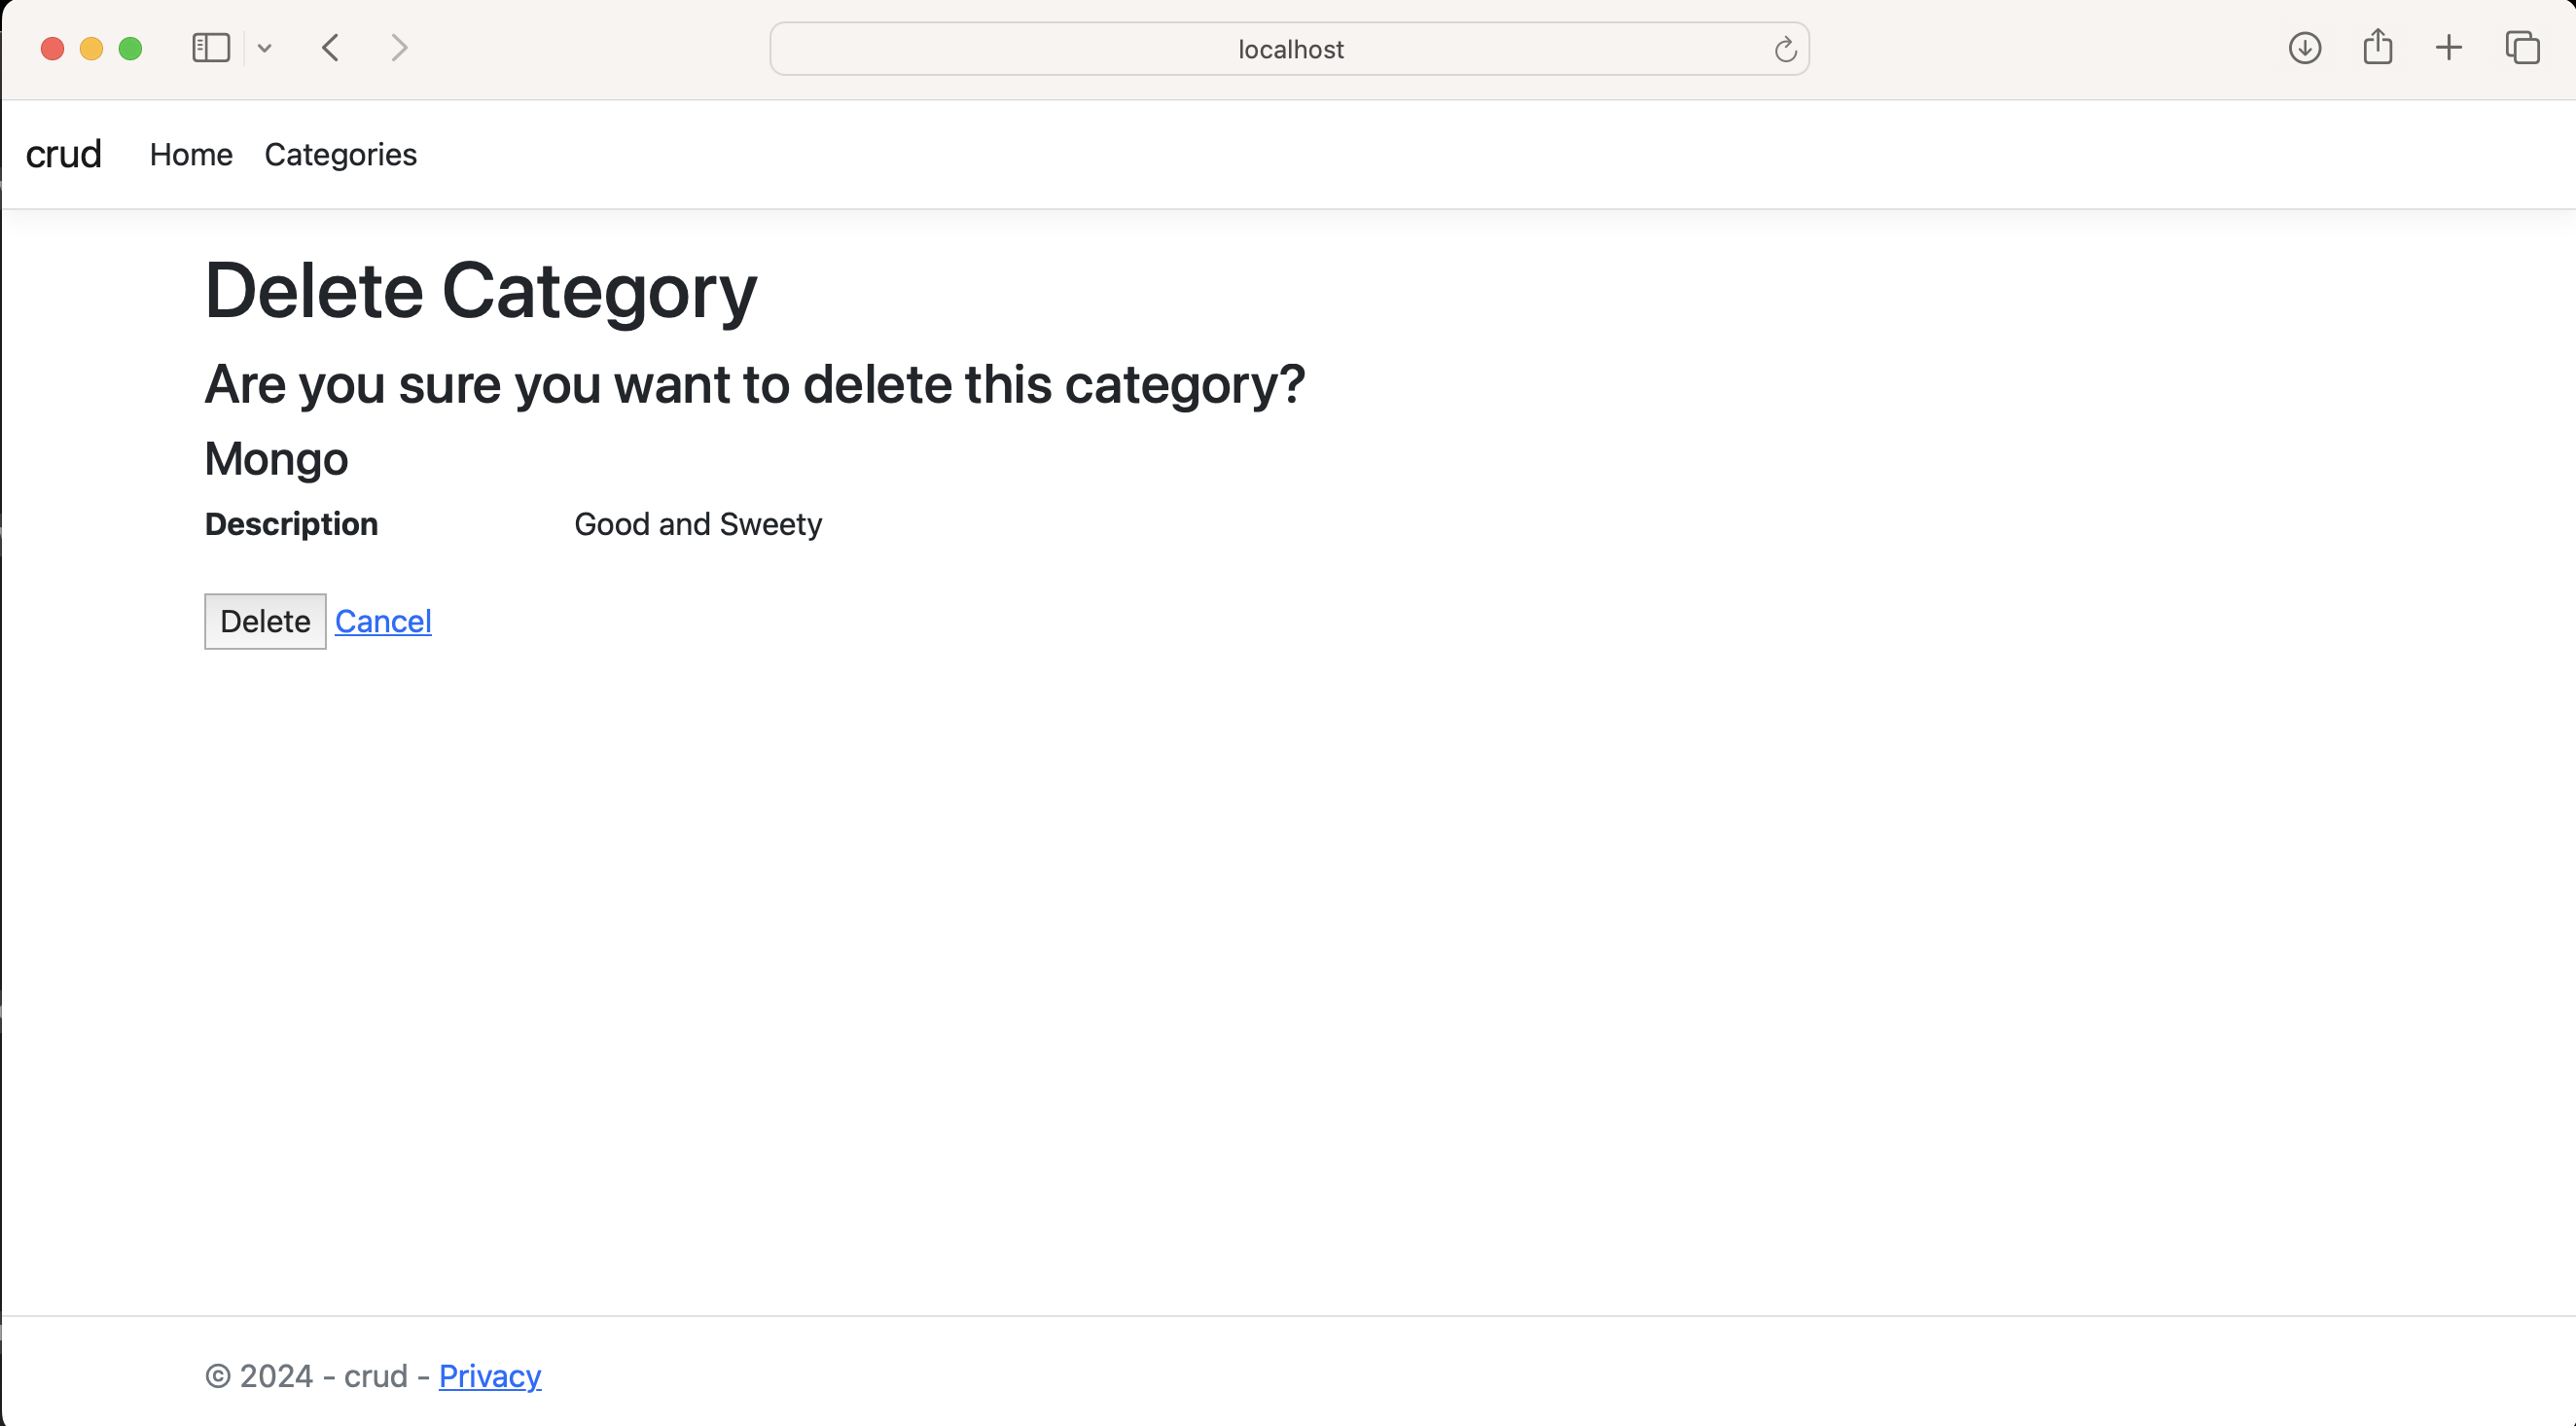 localhost
crud Home Categories
Delete Category
Are you sure you want to delete this category?
Mongo
Description Good and Sweety
Delete Cancel
© 2024 - crud - Privacy